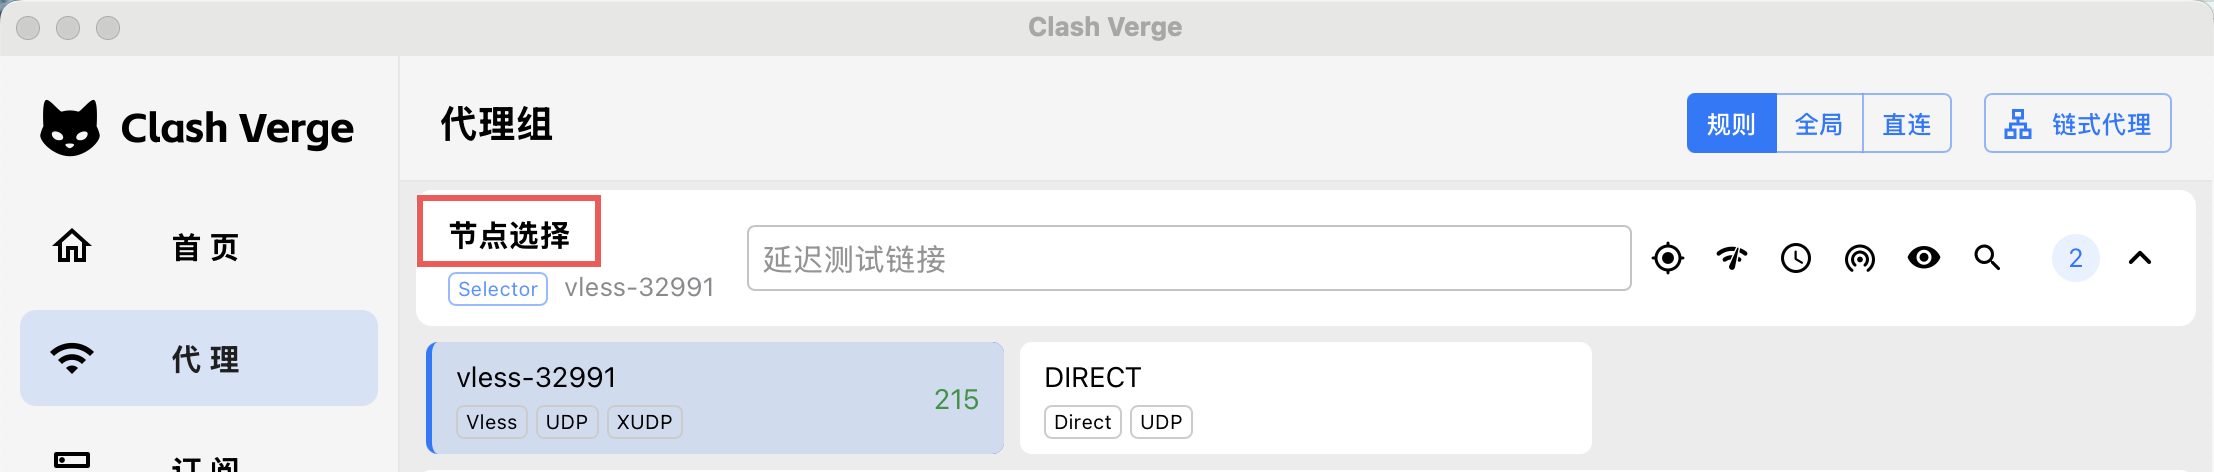 Clash Verge
Clash Verge
首页
代理
订阅
代理组
规则 全局 直连 链式代理
节点选择
Selector vless-32991
延迟测试链接
2
vless-32991
Vless UDP XUDP
215
DIRECT
Direct UDP